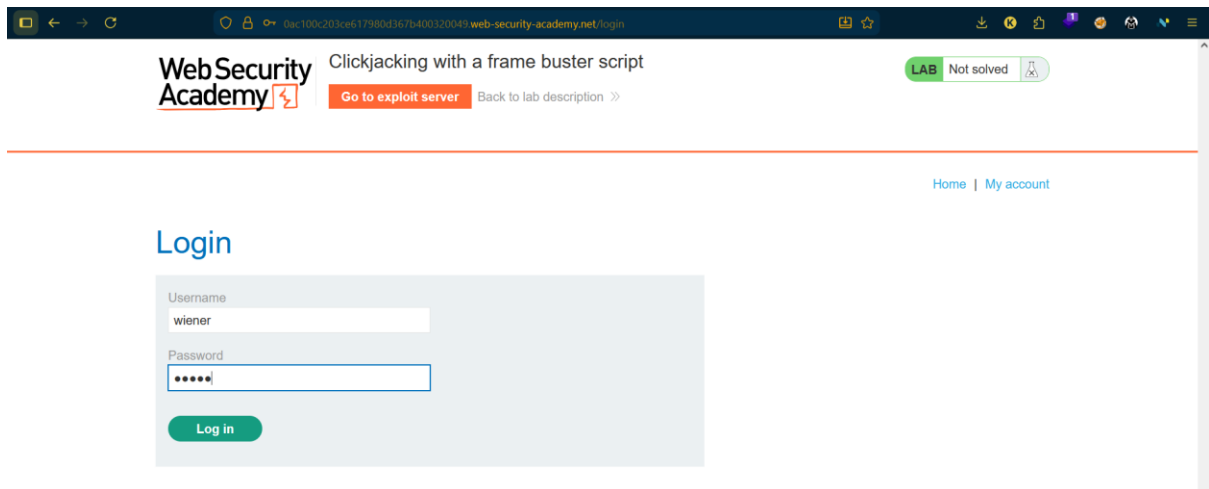 0ac100c203ce617980d367b400320049.web-security-academy.net/login
K
1
WebSecurity
Academy
Clickjacking with a frame buster script
Go to exploit server Back to lab description
LAB Not solved
Home | My account
Login
Username
wiener
Password
•••••
Log in